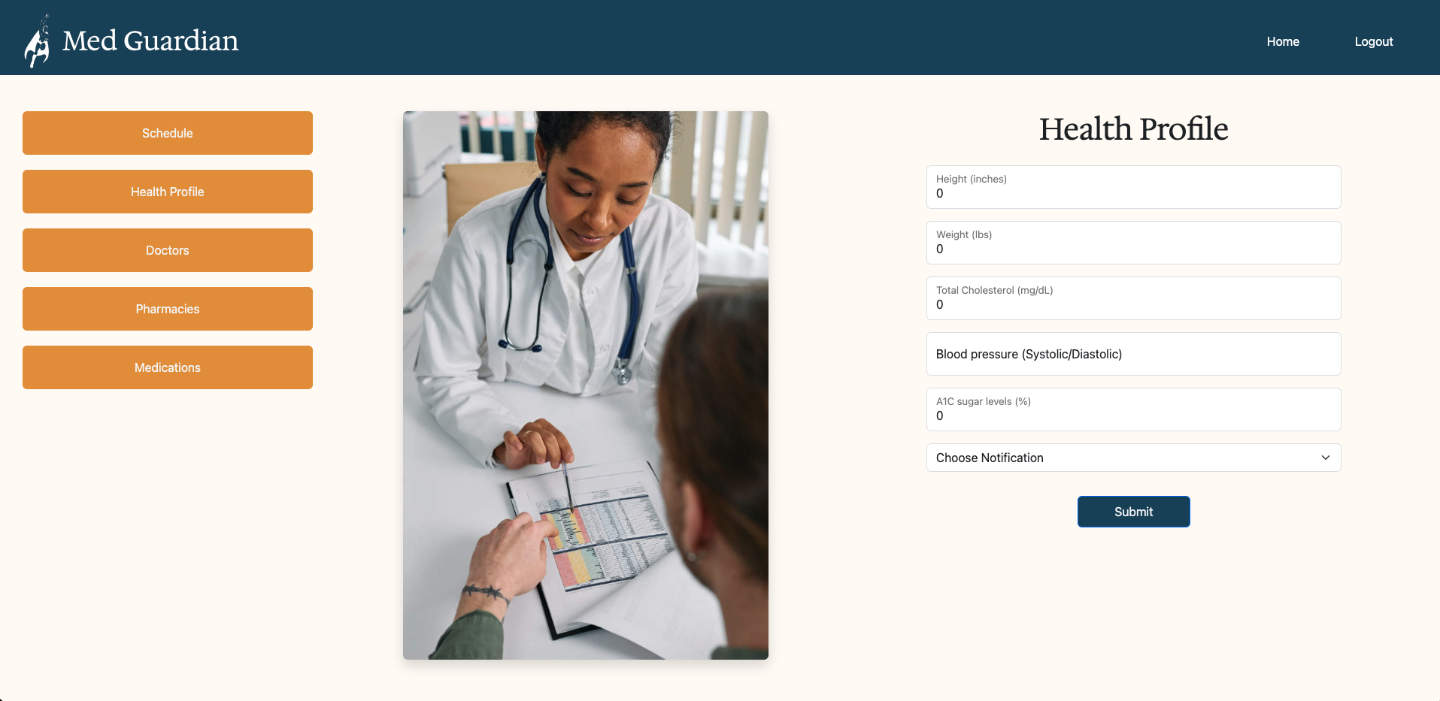 Med Guardian
Home
Logout
Schedule
Health Profile
Doctors
Pharmacies
Medications
Health Profile
Height (inches)
0
Weight (lbs)
0
Total Cholesterol (mg/dL)
0
Blood pressure (Systolic/Diastolic)
A1C sugar levels (%)
0
Choose Notification
Submit